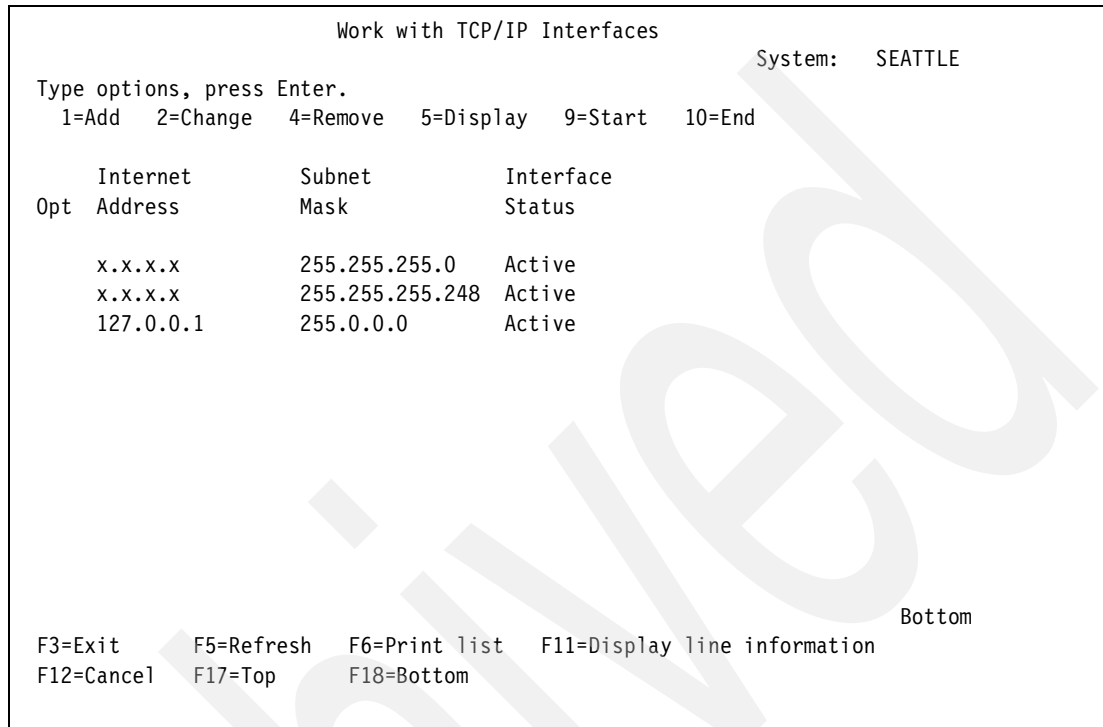 Work with TCP/IP Interfaces
System: SEATTLE
Type options, press Enter.
1=Add 2=Change 4=Remove 5=Display 9=Start 10=End
Internet Subnet Interface
Opt Address Mask Status
x.x.x.x 255.255.255.0 Active
x.x.x.x 255.255.255.248 Active
127.0.0.1 255.0.0.0 Active
Bottom
F3=Exit F5=Refresh F6=Print list F11=Display line information
F12=Cancel F17=Top F18=Bottom
hived